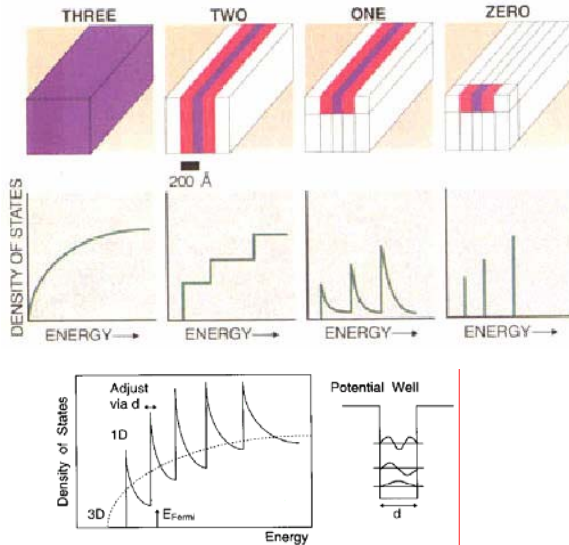 THREE TWO ONE ZERO
200 Å
DENSITY OF STATES
ENERGY→ ENERGY→ ENERGY→ ENERGY→
Adjust
via d
1D
3D
E_Fermi
Density of States
Energy
Potential Well
d